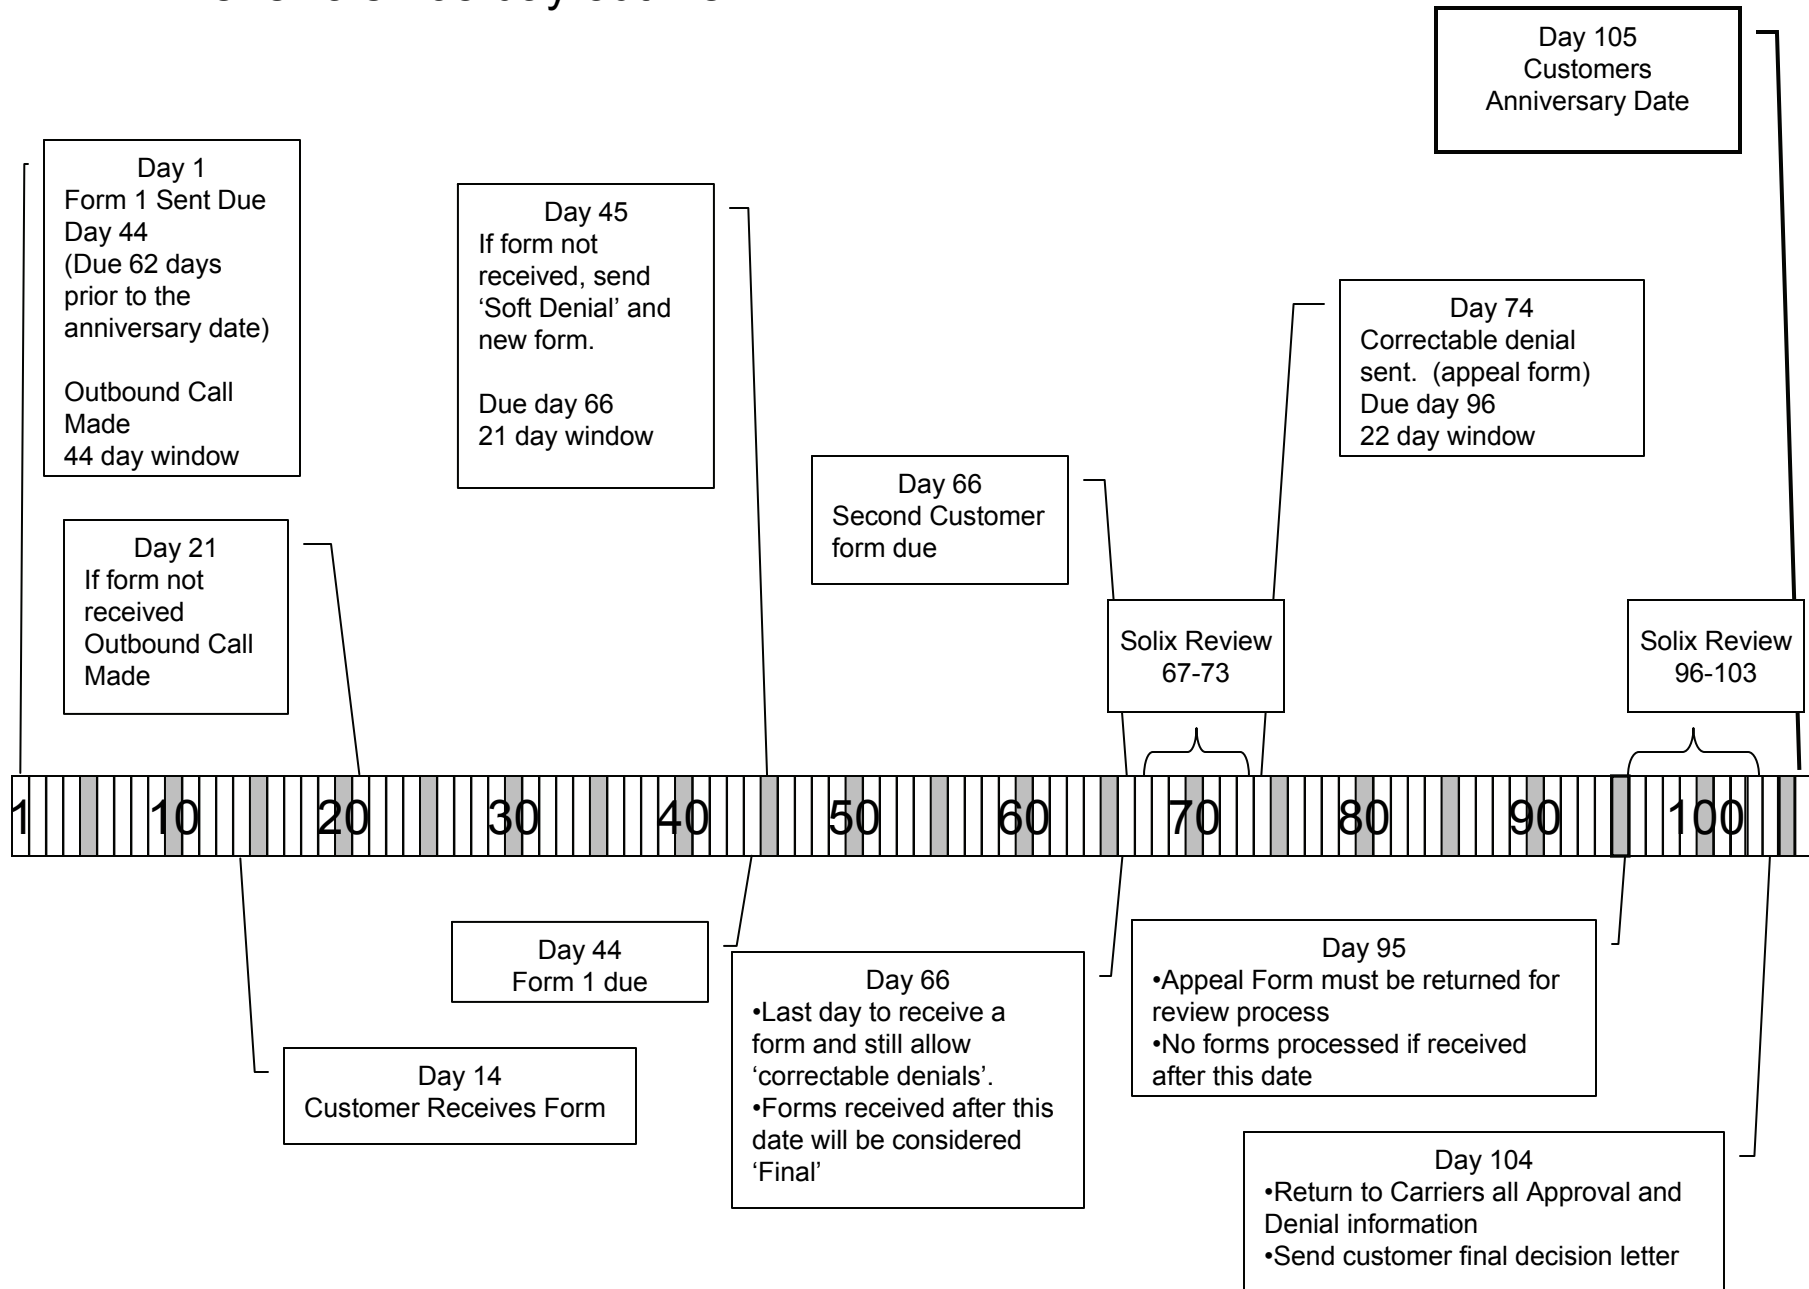 Day 105
Customers
Anniversary Date
Day 1
Form 1 Sent Due
Day 44
(Due 62 days
prior to the
anniversary date)
Outbound Call
Made
44 day window
Day 45
If form not
received, send
‘Soft Denial’ and
new form.
Due day 66
21 day window
Day 74
Correctable denial
sent. (appeal form)
Due day 96
22 day window
Day 66
Second Customer
form due
Day 21
If form not
received
Outbound Call
Made
Solix Review
67-73
Solix Review
96-103
1 10 20 30 40 50 60 70 80 90 100
Day 44
Form 1 due
Day 66
•Last day to receive a
form and still allow
‘correctable denials’.
•Forms received after this
date will be considered
‘Final’
Day 95
•Appeal Form must be returned for
review process
•No forms processed if received
after this date
Day 14
Customer Receives Form
Day 104
•Return to Carriers all Approval and
Denial information
•Send customer final decision letter